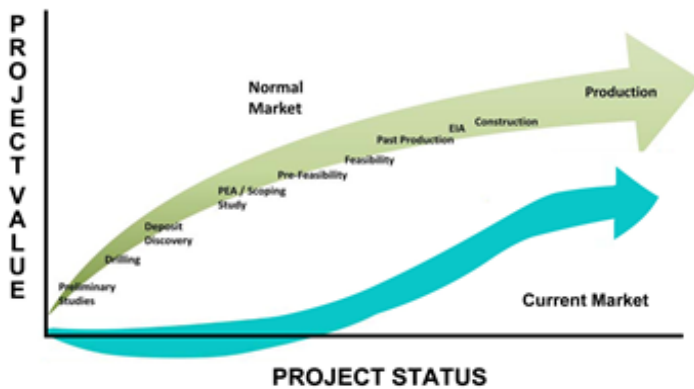 PROJECT VALUE
Normal
Market
Production
Construction
EIA
Past Production
Feasibility
Pre-Feasibility
PEA / Scoping
Study
Deposit
Discovery
Drilling
Preliminary
Studies
Current Market
PROJECT STATUS